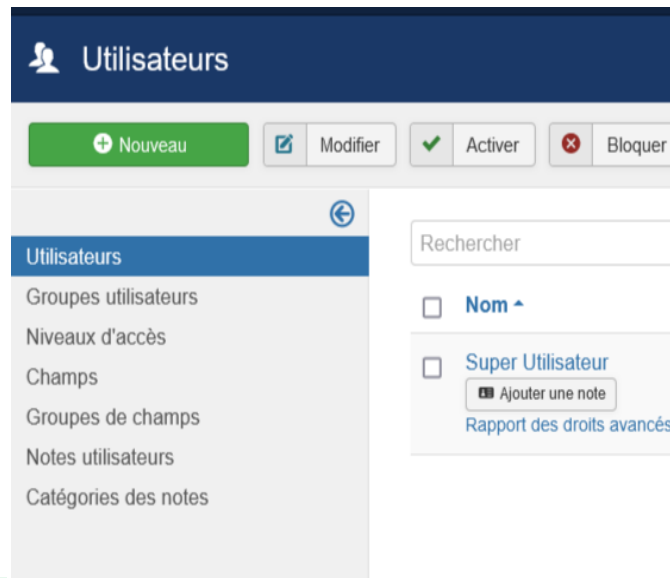 Utilisateurs
Nouveau Modifier Activer Bloquer
Utilisateurs
Groupes utilisateurs
Niveaux d'accès
Champs
Groupes de champs
Notes utilisateurs
Catégories des notes
Rechercher
Nom
Super Utilisateur
Ajouter une note
Rapport des droits avancés